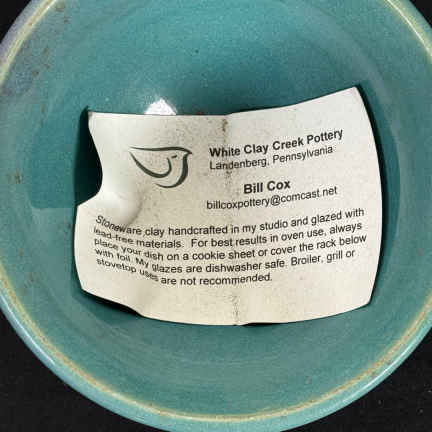 White Clay Creek Pottery
Landenberg, Pennsylvania
Bill Cox
billcoxpottery@comcast.net
Stoneware clay handcrafted in my studio and glazed with
lead-free materials. For best results in oven use, always
place your dish on a cookie sheet or cover the rack below
with foil. My glazes are dishwasher safe. Broiler, grill or
stovetop uses are not recommended.